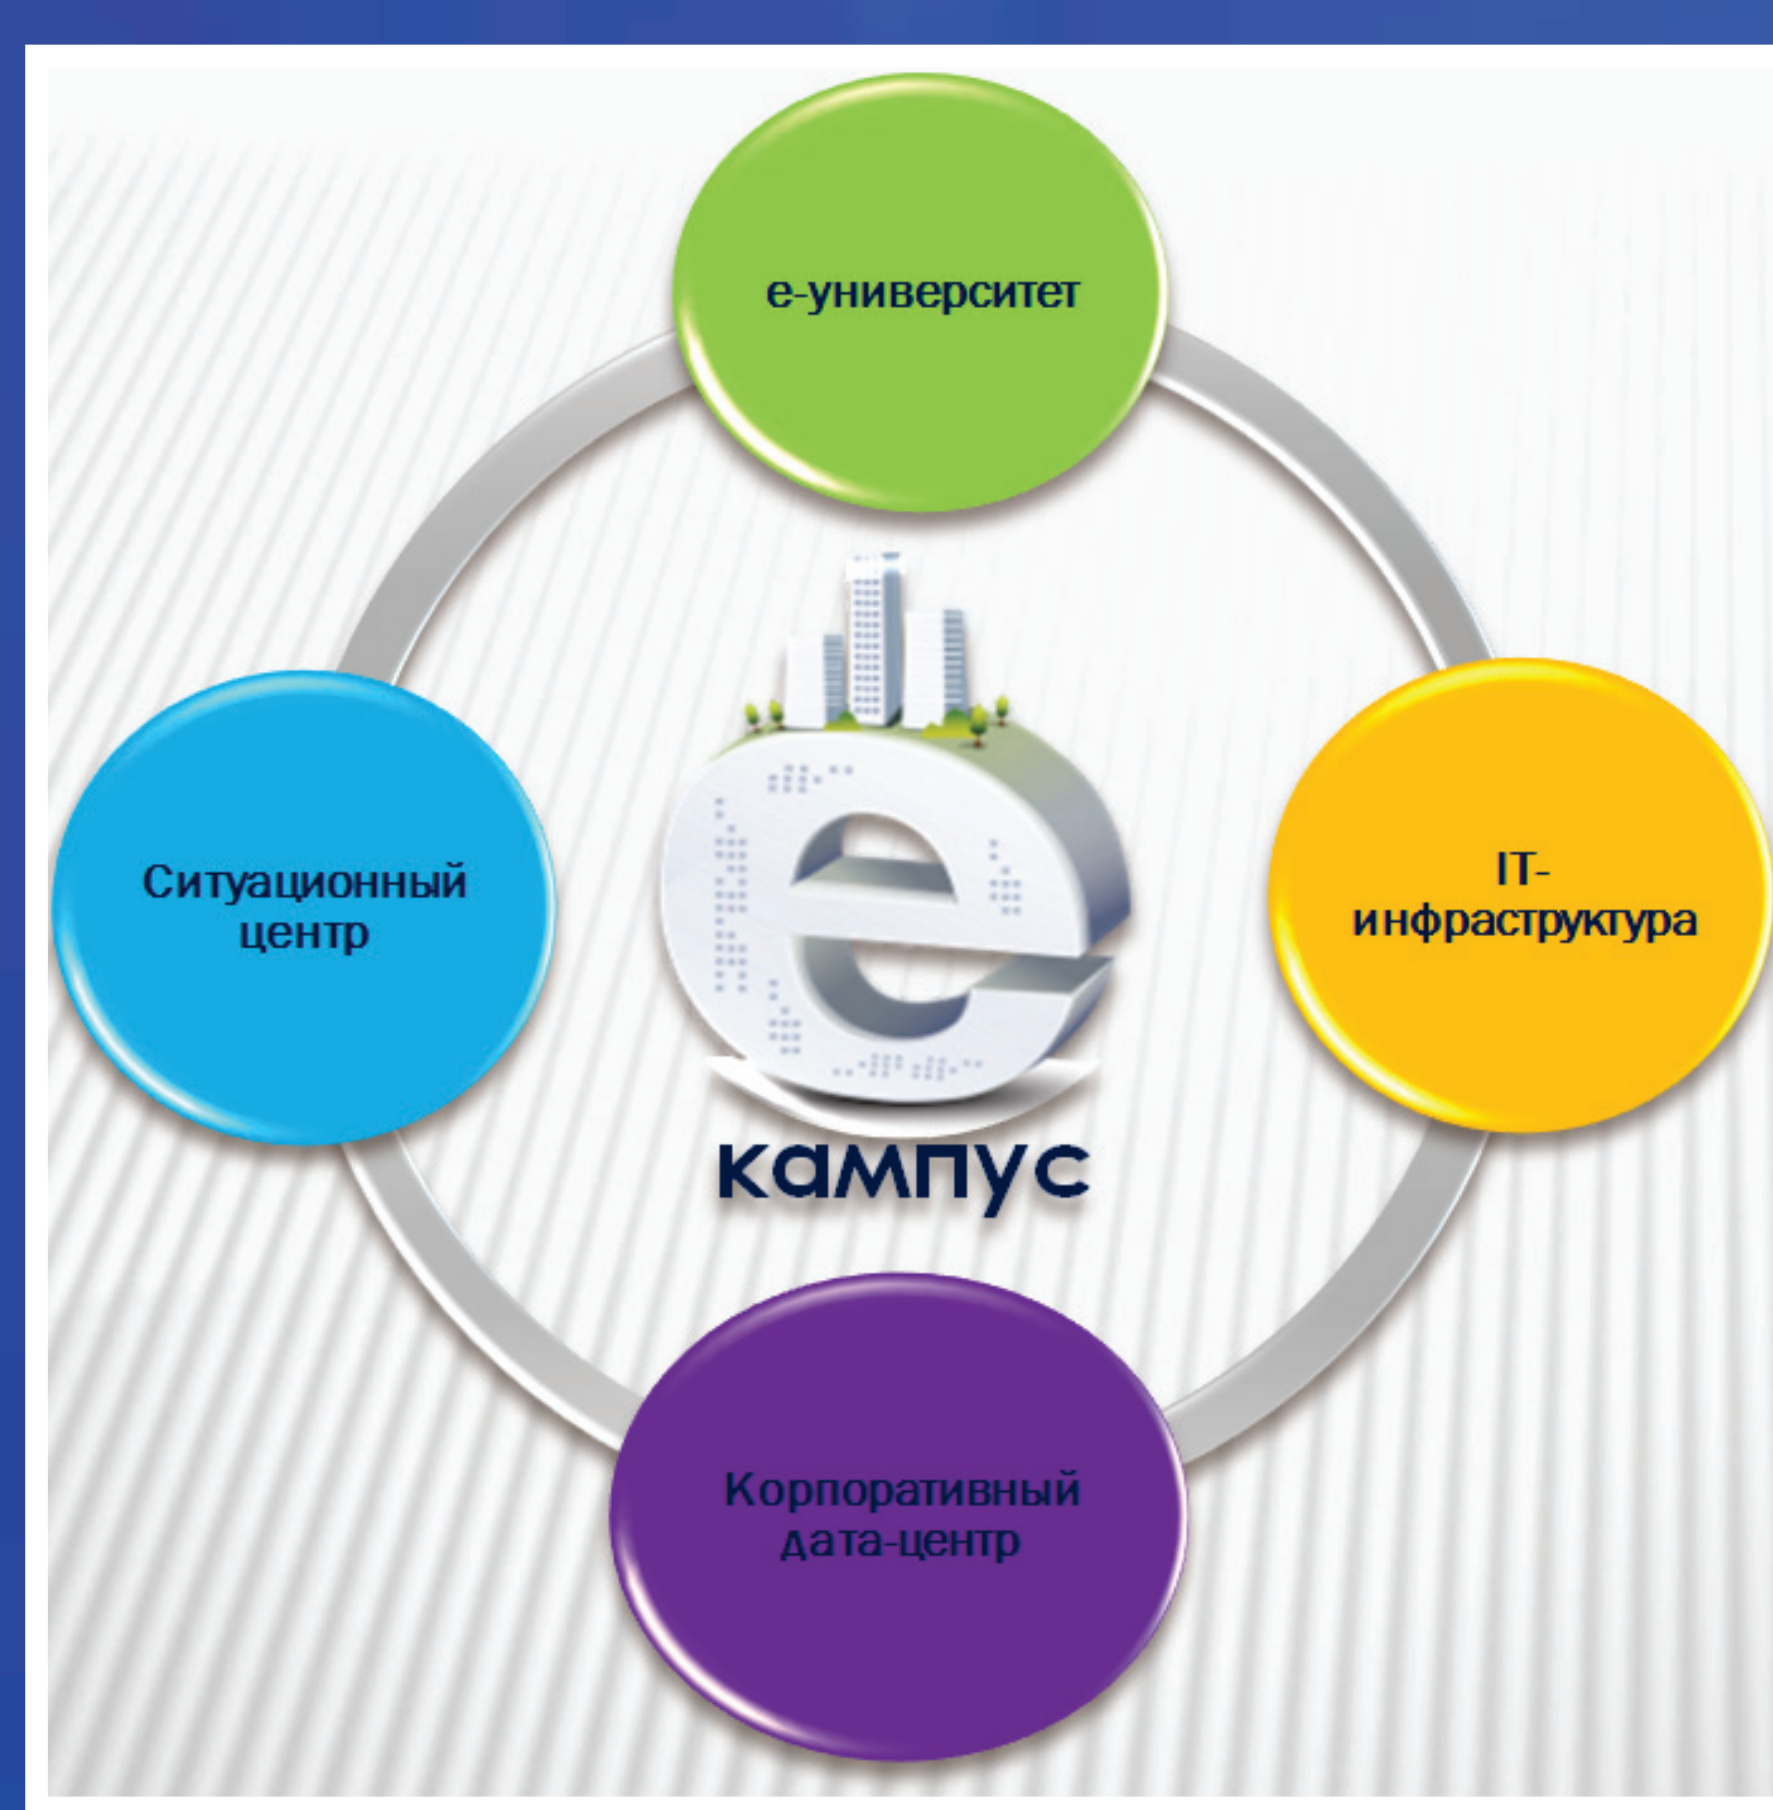 е-университет
Ситуационный
центр
IT-
инфраструктура
e
кампус
Корпоративный
дата-центр